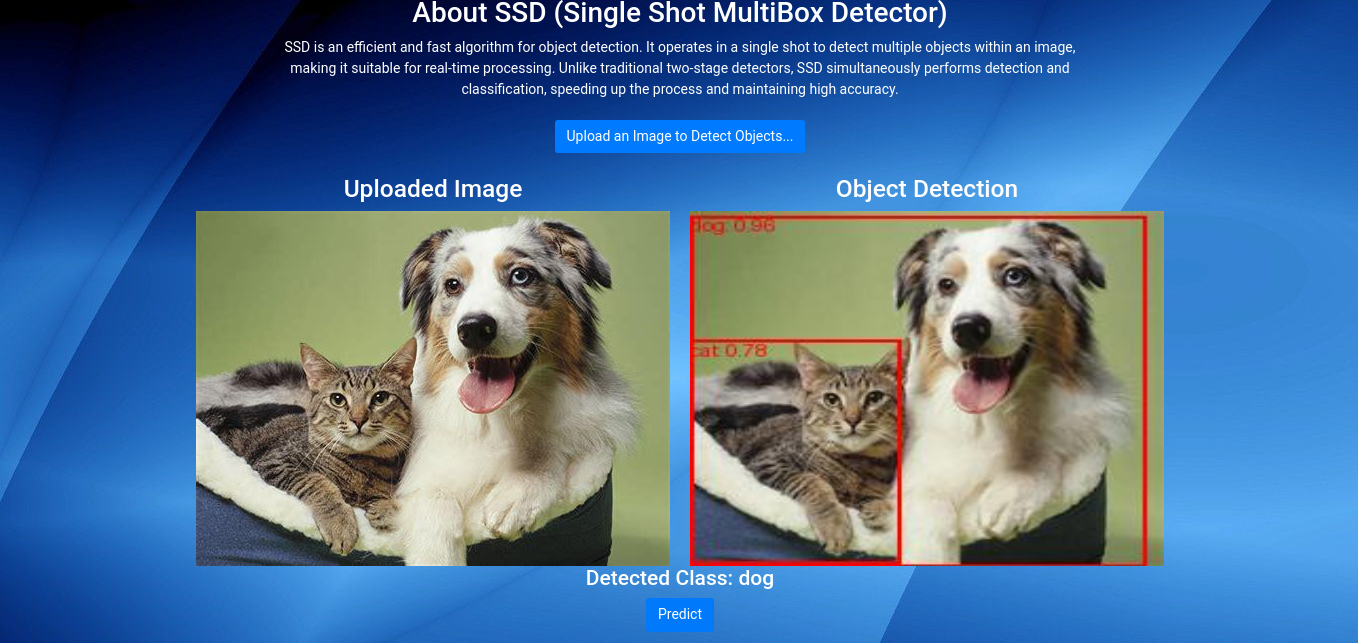 About SSD (Single Shot MultiBox Detector)
SSD is an efficient and fast algorithm for object detection. It operates in a single shot to detect multiple objects within an image,
making it suitable for real-time processing. Unlike traditional two-stage detectors, SSD simultaneously performs detection and
classification, speeding up the process and maintaining high accuracy.
Upload an Image to Detect Objects...
Uploaded Image
Object Detection
dog: 0.96
cat 0.78
Detected Class: dog
Predict